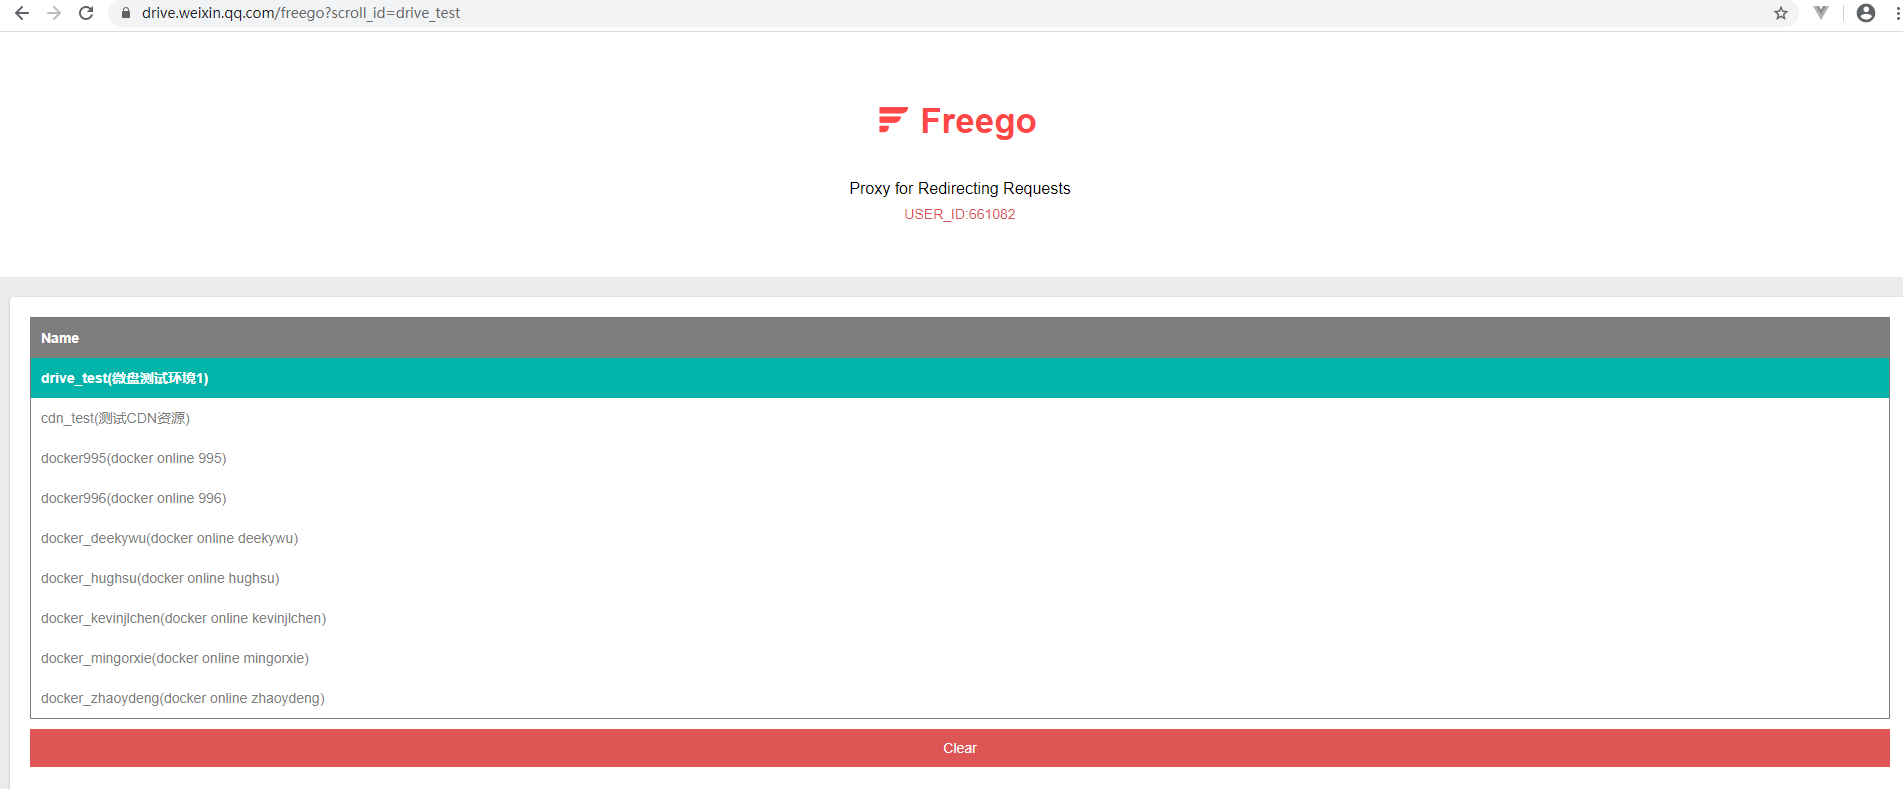 drive.weixin.qq.com/freego?scroll_id=drive_test
Freego
Proxy for Redirecting Requests
USER_ID:661082
Name
drive_test(微盘测试环境1)
cdn_test(测试CDN资源)
docker995(docker online 995)
docker996(docker online 996)
docker_deekywu(docker online deekywu)
docker_hughsu(docker online hughsu)
docker_kevinjlchen(docker online kevinjlchen)
docker_mingorxie(docker online mingorxie)
docker_zhaoydeng(docker online zhaoydeng)
Clear